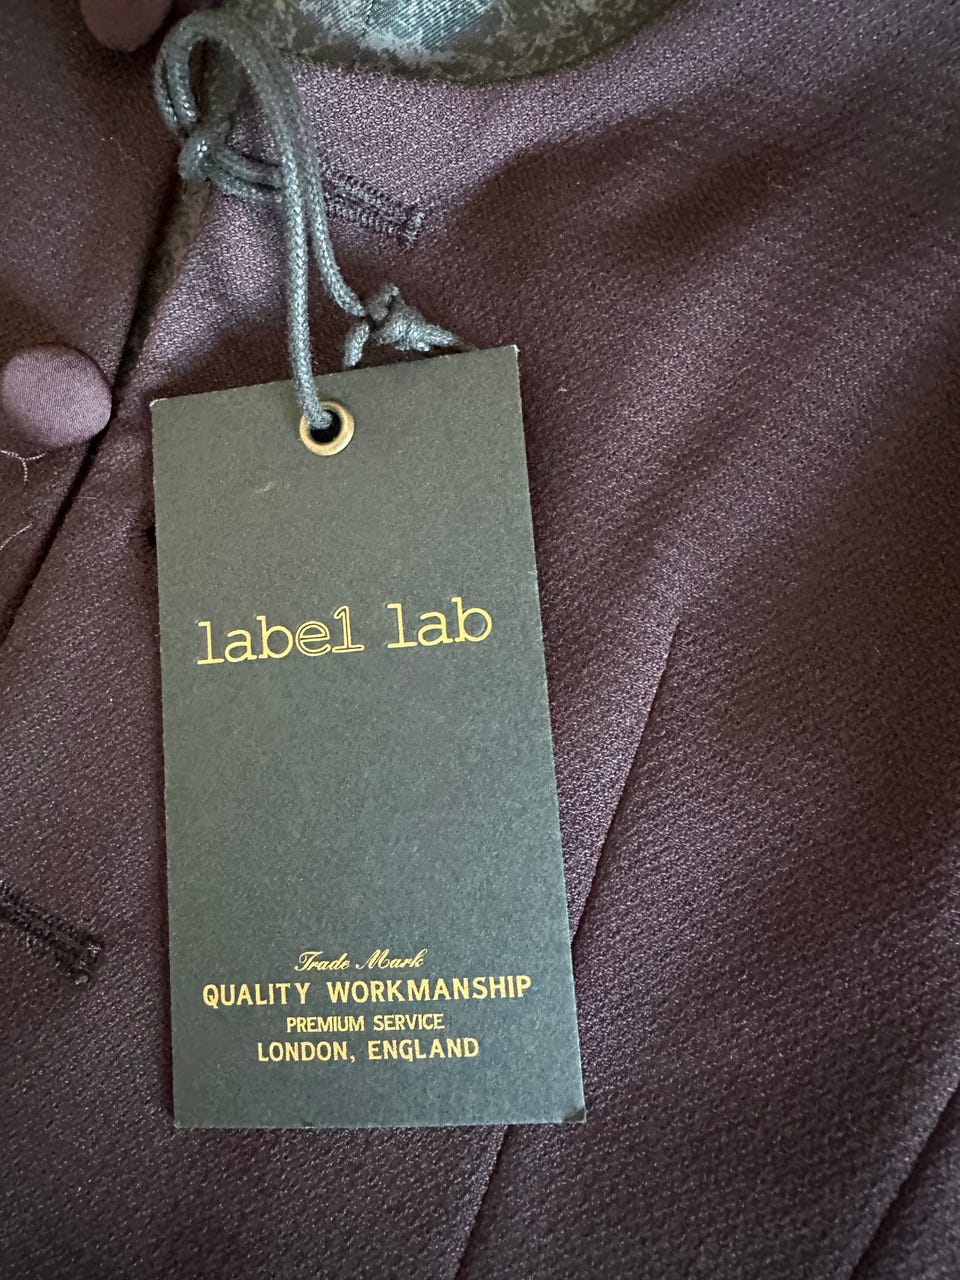 label lab
Trade Mark
QUALITY WORKMANSHIP
PREMIUM SERVICE
LONDON, ENGLAND